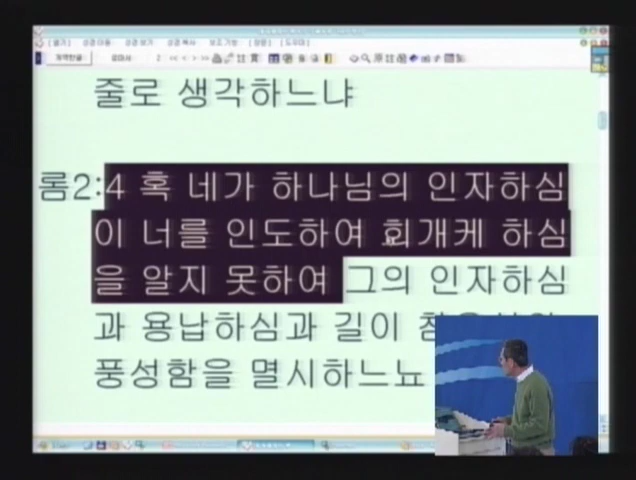 줄로 생각하느냐
롬2:4 혹 네가 하나님의 인자하심
이 너를 인도하여 회개케 하심
을 알지 못하여 그의 인자하심
과 용납하심과 길이
풍성함을 멸시하느뇨